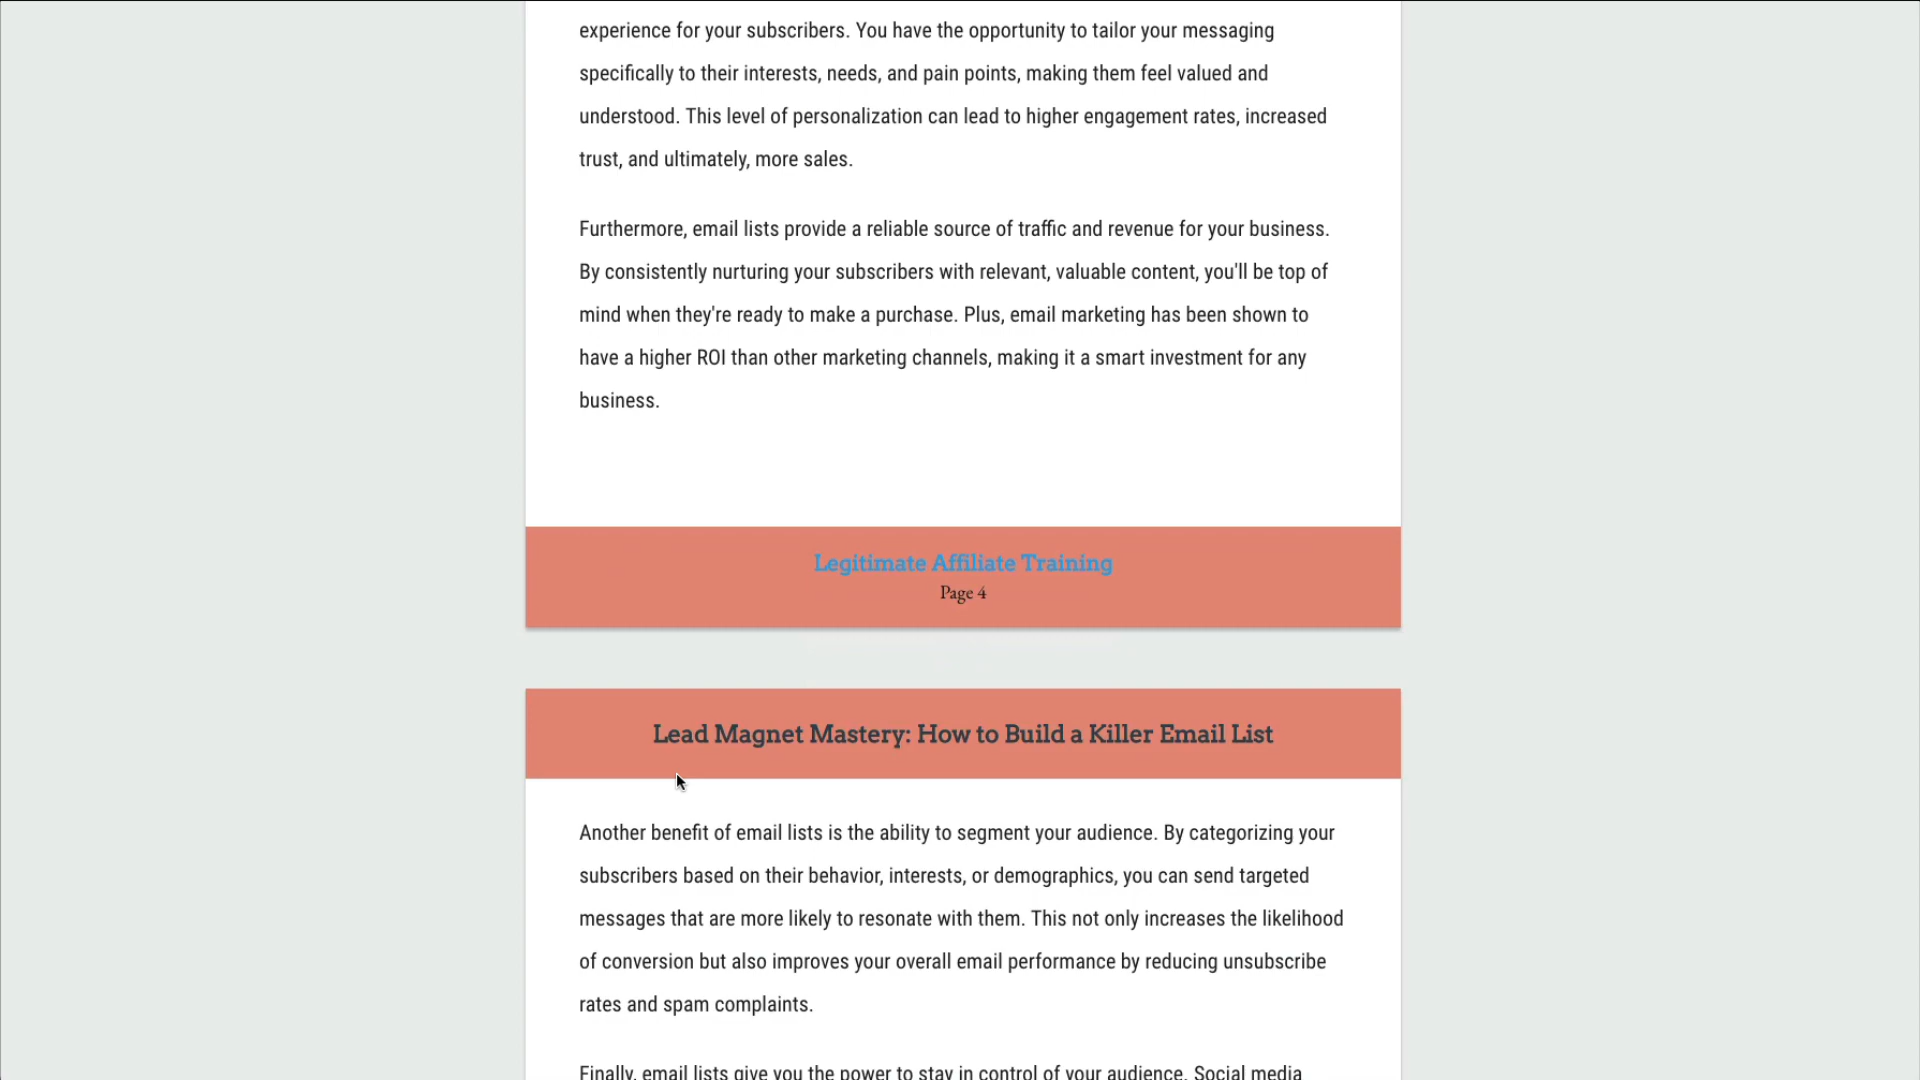 experience for your subscribers. You have the opportunity to tailor your messaging
specifically to their interests, needs, and pain points, making them feel valued and
understood. This level of personalization can lead to higher engagement rates, increased
trust, and ultimately, more sales.
Furthermore, email lists provide a reliable source of traffic and revenue for your business.
By consistently nurturing your subscribers with relevant, valuable content, you'll be top of
mind when they're ready to make a purchase. Plus, email marketing has been shown to
have a higher ROI than other marketing channels, making it a smart investment for any
business.
Legitimate Affiliate Training
Page 4
Lead Magnet Mastery: How to Build a Killer Email List
Another benefit of email lists is the ability to segment your audience. By categorizing your
subscribers based on their behavior, interests, or demographics, you can send targeted
messages that are more likely to resonate with them. This not only increases the likelihood
of conversion but also improves your overall email performance by reducing unsubscribe
rates and spam complaints.
Finally, email lists give you the power to stay in control of your audience. Social media